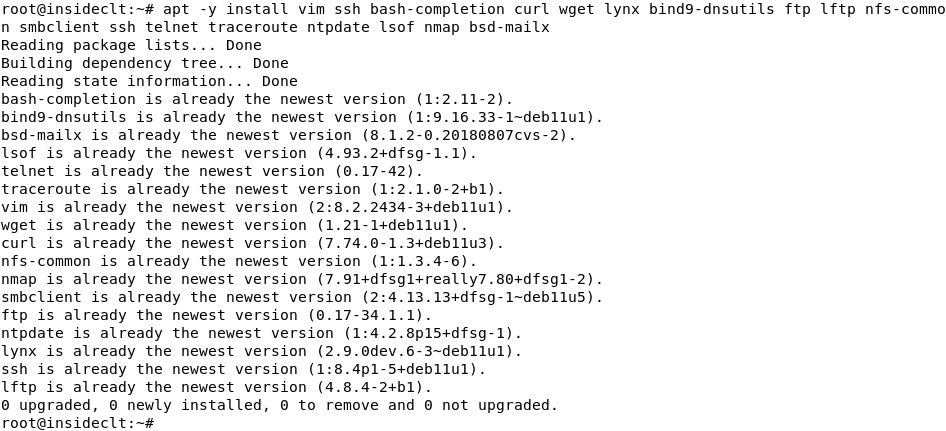 root@insideclt:~# apt -y install vim ssh bash-completion curl wget lynx bind9-dnsutils ftp lftp nfs-commo
n smbclient ssh telnet traceroute ntpdate lsof nmap bsd-mailx
Reading package lists... Done
Building dependency tree... Done
Reading state information... Done
bash-completion is already the newest version (1:2.11-2).
bind9-dnsutils is already the newest version (1:9.16.33-1~deb11u1).
bsd-mailx is already the newest version (8.1.2-0.20180807cvs-2).
lsof is already the newest version (4.93.2+dfsg-1.1).
telnet is already the newest version (0.17-42).
traceroute is already the newest version (1:2.1.0-2+b1).
vim is already the newest version (2:8.2.2434-3+deb11u1).
wget is already the newest version (1.21-1+deb11u1).
curl is already the newest version (7.74.0-1.3+deb11u3).
nfs-common is already the newest version (1:1.3.4-6).
nmap is already the newest version (7.91+dfsg1+really7.80+dfsg1-2).
smbclient is already the newest version (2:4.13.13+dfsg-1~deb11u5).
ftp is already the newest version (0.17-34.1.1).
ntpdate is already the newest version (1:4.2.8p15+dfsg-1).
lynx is already the newest version (2.9.0dev.6-3~deb11u1).
ssh is already the newest version (1:8.4p1-5+deb11u1).
lftp is already the newest version (4.8.4-2+b1).
0 upgraded, 0 newly installed, 0 to remove and 0 not upgraded.
root@insideclt:~#